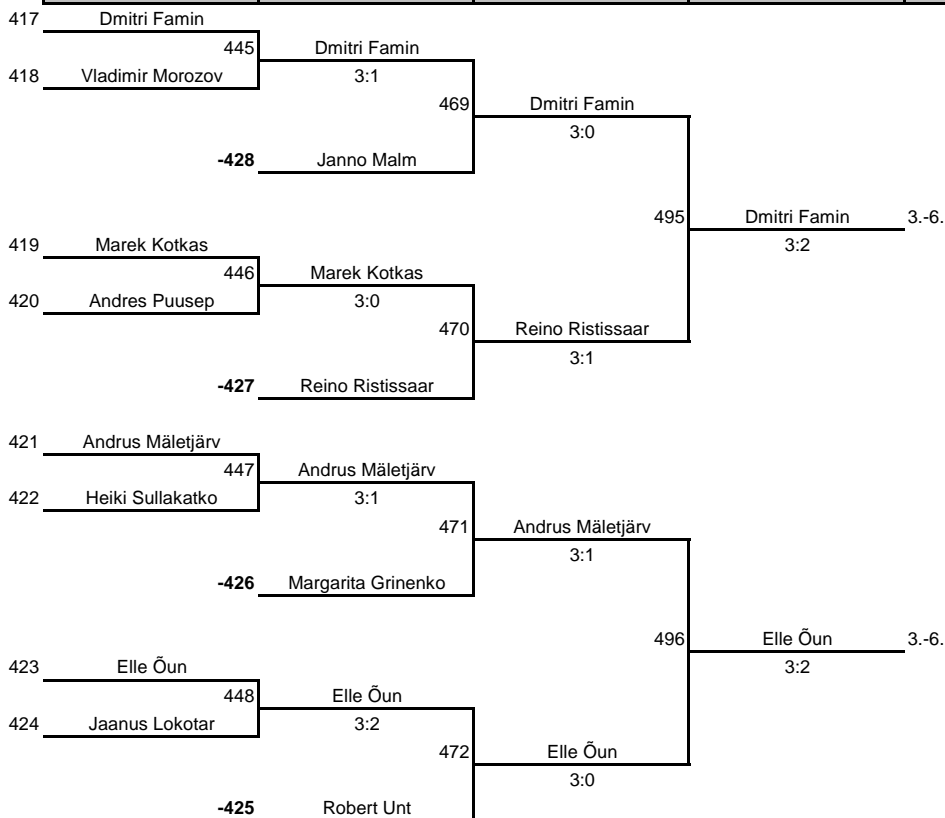 417 Dmitri Famin
445 Dmitri Famin
418 Vladimir Morozov 3:1
469 Dmitri Famin
3:0
-428 Janno Malm
495 Dmitri Famin 3.-6.
419 Marek Kotkas 3:2
446 Marek Kotkas
420 Andres Puusep 3:0
470 Reino Ristissaar
3:1
-427 Reino Ristissaar
421 Andrus Mäletjärv
447 Andrus Mäletjärv
422 Heiki Sullakatko 3:1
471 Andrus Mäletjärv
3:1
-426 Margarita Grinenko
496 Elle Õun 3.-6.
423 Elle Õun 3:2
448 Elle Õun
424 Jaanus Lokotar 3:2
472 Elle Õun
3:0
-425 Robert Unt